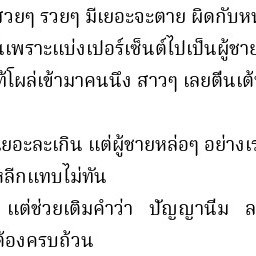 สวยๆ รวยๆ มีเยอะจะตาย ผิดกับห
เพราะแบ่งเปอร์เซ็นต์ไปเป็นผู้ชาย
โผล่เข้ามาคนนึง สาวๆ เลยตื่นเต้
ยอะละเกิน แต่ผู้ชายหล่อๆ อย่างเร
หลีกแทบไม่ทัน
แต่ช่วยเติมคำว่า ปัญญานิ่ม ล
ต้องครบถ้วน